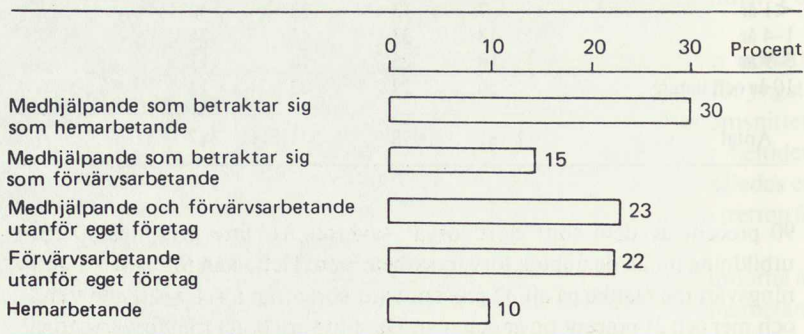 0 10 20 30 Procent
Medhjälpande som betraktar sig
som hemarbetande 30
Medhjälpande som betraktar sig
som förvärvsarbetande 15
Medhjälpande och förvärvsarbetande
utanför eget företag 23
Förvärvsarbetande
utanför eget företag 22
Hemarbetande 10